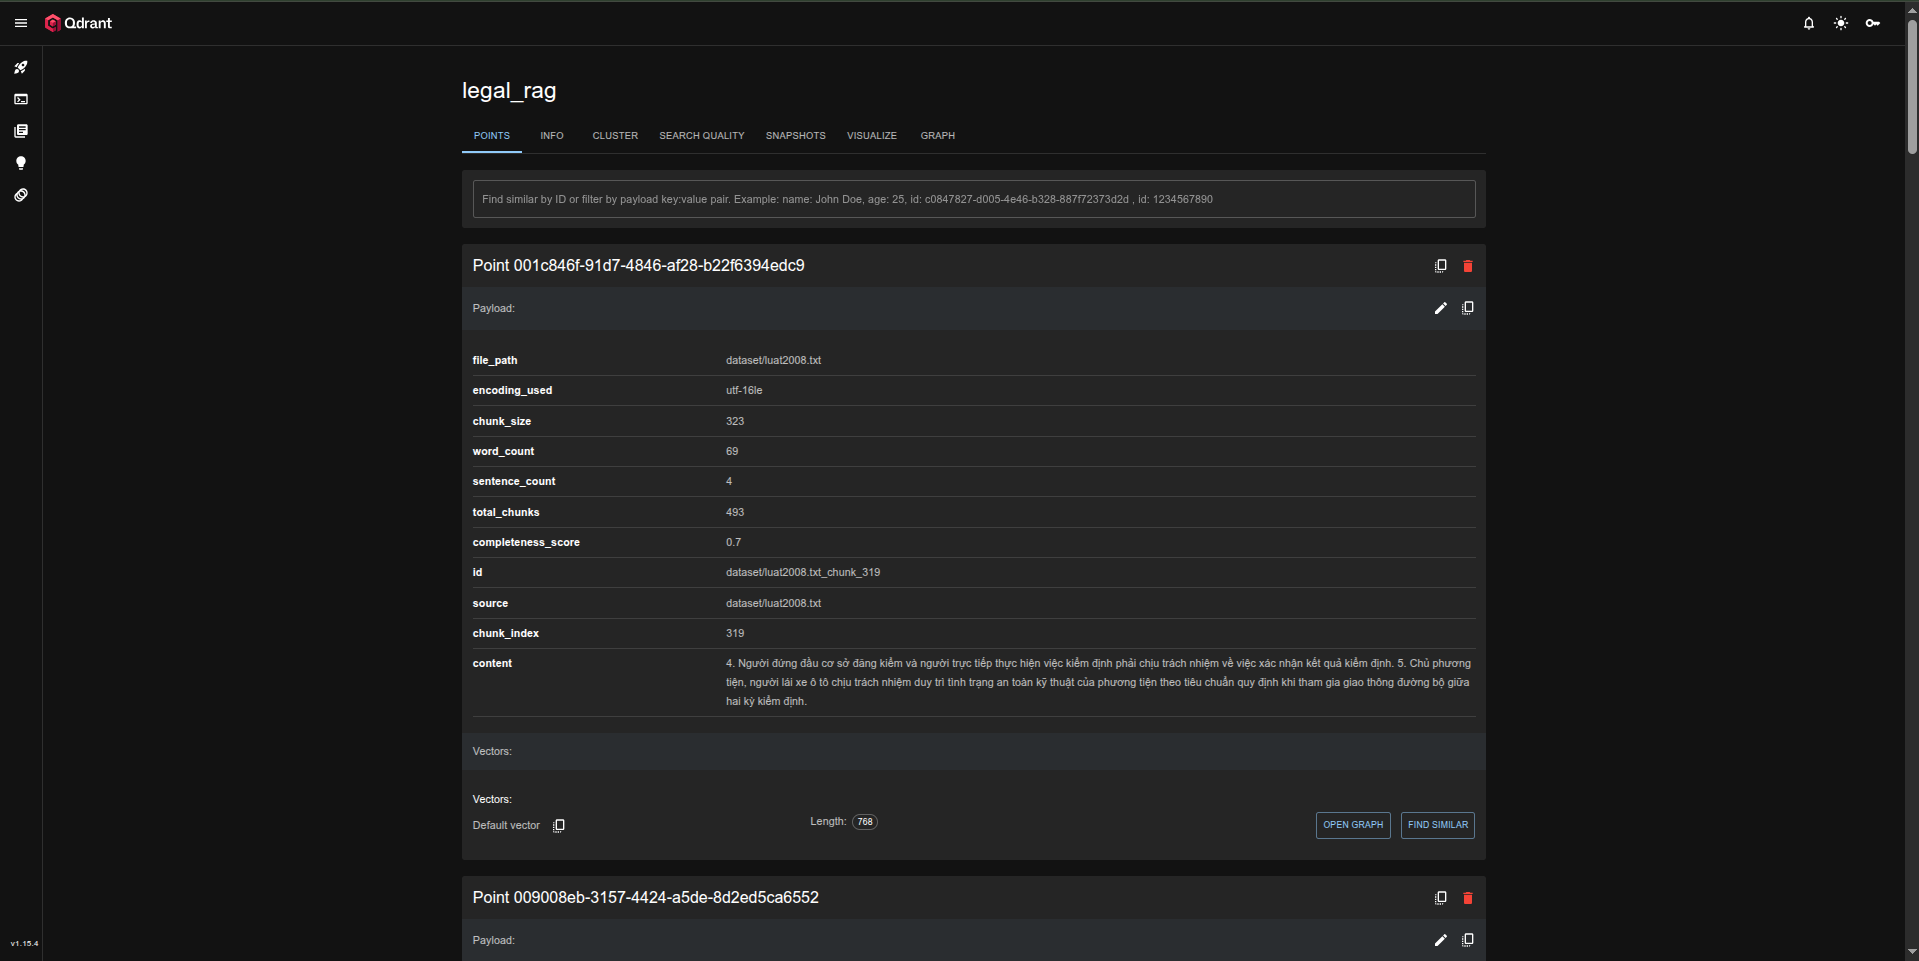 Qdrant
legal_rag
POINTS INFO CLUSTER SEARCH QUALITY SNAPSHOTS VISUALIZE GRAPH
Find similar by ID or filter by payload key:value pair. Example: name: John Doe, age: 25, id: c0847827-d005-4e46-b328-887f72373d2d , id: 1234567890
Point 001c846f-91d7-4846-af28-b22f6394edc9
Payload:
file_path dataset/luat2008.txt
encoding_used utf-16le
chunk_size 323
word_count 69
sentence_count 4
total_chunks 493
completeness_score 0.7
id dataset/luat2008.txt_chunk_319
source dataset/luat2008.txt
chunk_index 319
content 4. Người đứng đầu cơ sở đăng kiểm và người trực tiếp thực hiện việc kiểm định phải chịu trách nhiệm về việc xác nhận kết quả kiểm định. 5. Chủ phương
tiện, người lái xe ô tô chịu trách nhiệm duy trì tình trạng an toàn kỹ thuật của phương tiện theo tiêu chuẩn quy định khi tham gia giao thông đường bộ giữa
hai kỳ kiểm định.
Vectors:
Vectors:
Default vector Length: 768 OPEN GRAPH FIND SIMILAR
Point 009008eb-3157-4424-a5de-8d2ed5ca6552
Payload:
v1.15.4